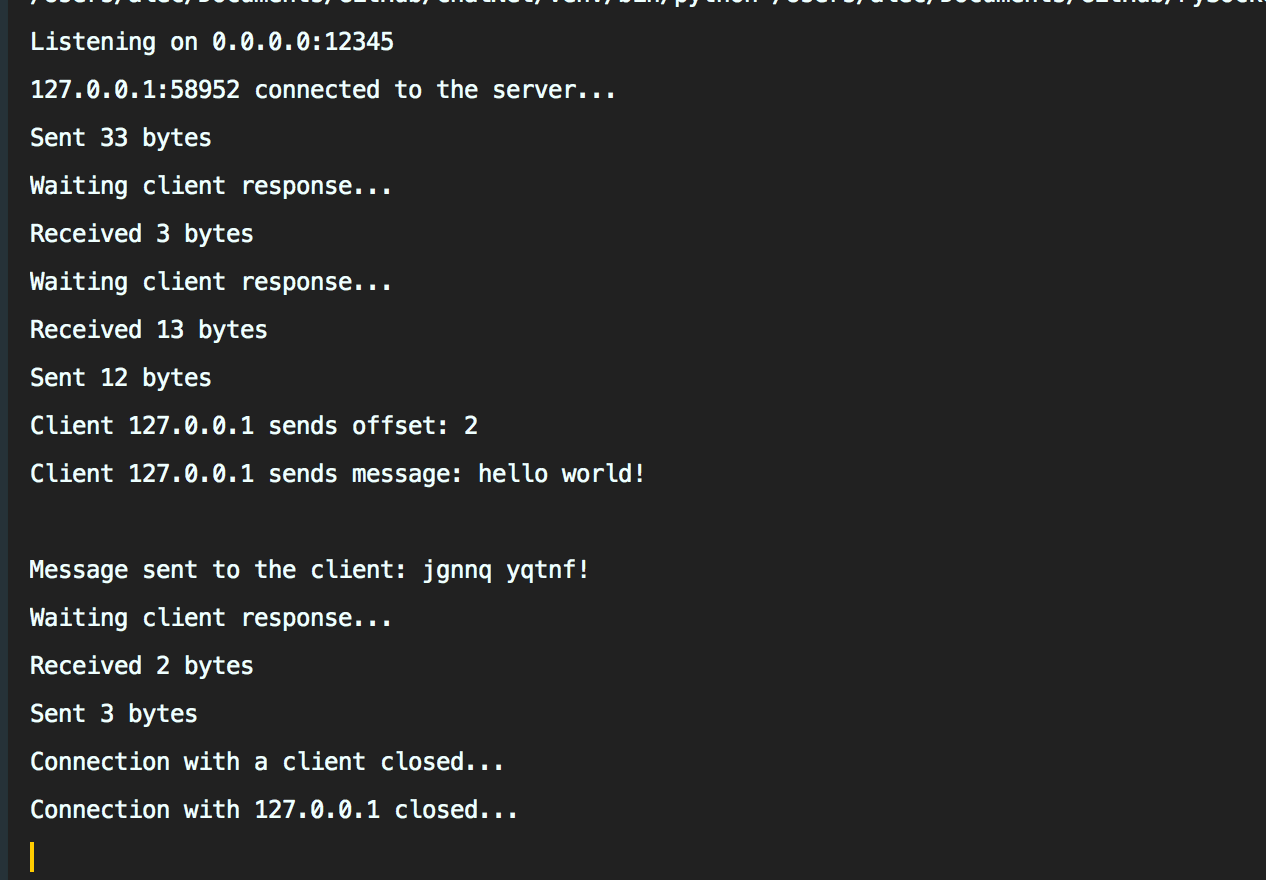 Listening on 0.0.0.0:12345
127.0.0.1:58952 connected to the server...
Sent 33 bytes
Waiting client response...
Received 3 bytes
Waiting client response...
Received 13 bytes
Sent 12 bytes
Client 127.0.0.1 sends offset: 2
Client 127.0.0.1 sends message: hello world!
Message sent to the client: jgnnq yqtnf!
Waiting client response...
Received 2 bytes
Sent 3 bytes
Connection with a client closed...
Connection with 127.0.0.1 closed...